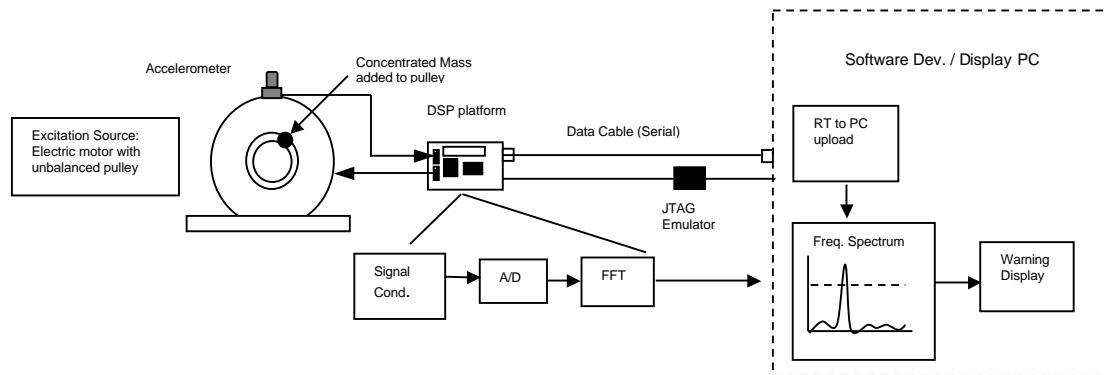 Software Dev. / Display PC
Accelerometer
Concentrated Mass
added to pulley
DSP platform
Excitation Source:
Electric motor with
unbalanced pulley
Data Cable (Serial)
RT to PC
upload
JTAG
Emulator
Signal
Cond.
A/D
FFT
Freq. Spectrum
Warning
Display